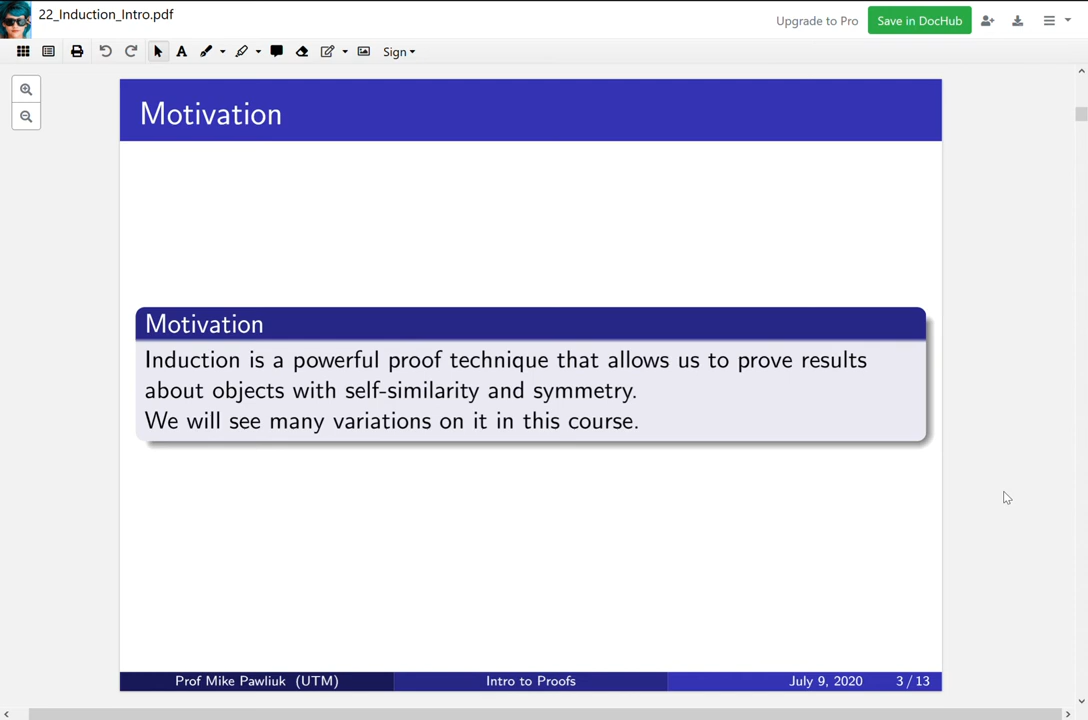 22_Induction_Intro.pdf
Upgrade to Pro
Save in DocHub
A
Sign
Motivation
Motivation
Induction is a powerful proof technique that allows us to prove results
about objects with self-similarity and symmetry.
We will see many variations on it in this course.
Prof Mike Pawliuk (UTM) Intro to Proofs July 9, 2020 3 / 13